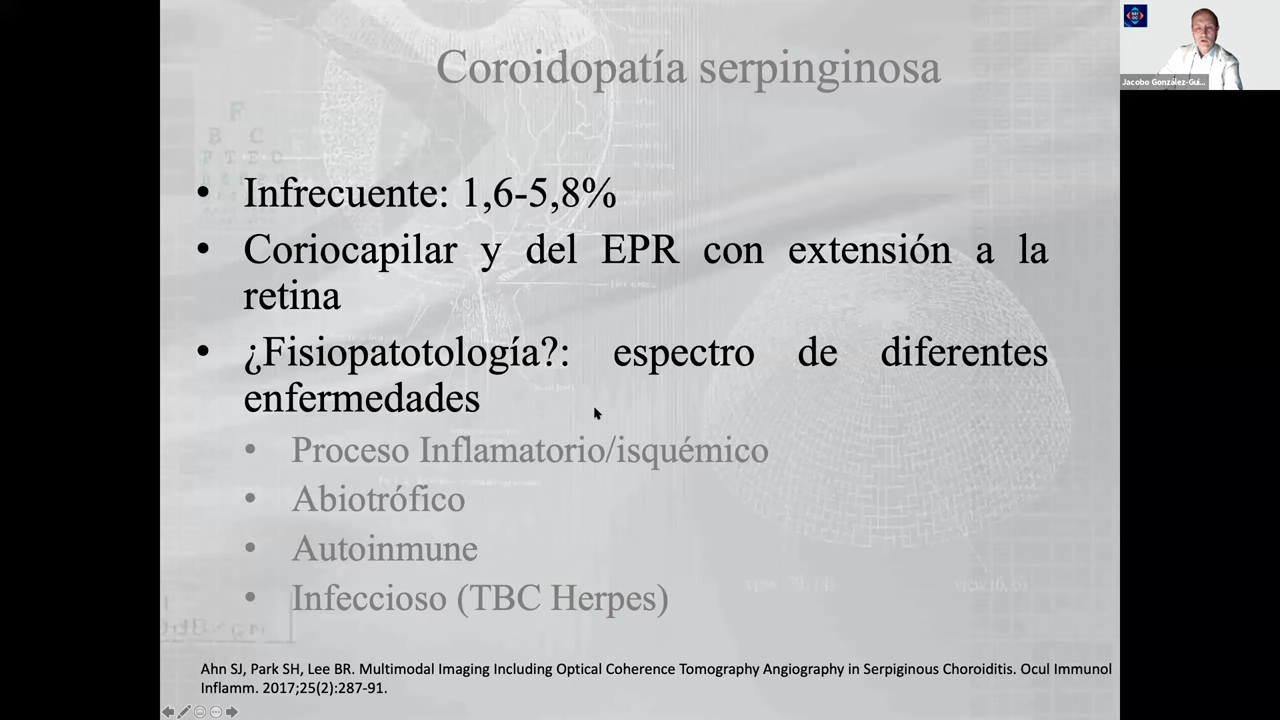 Coroidopatía serpinginosa
• Infrecuente: 1,6-5,8%
• Coriocapilar y del EPR con extensión a la
retina
• ¿Fisiopatotología?: espectro de diferentes
enfermedades
• Proceso Inflamatorio/isquémico
• Abiotrófico
• Autoinmune
• Infeccioso (TBC Herpes)
Ahn SJ, Park SH, Lee BR. Multimodal Imaging Including Optical Coherence Tomography Angiography in Serpiginous Choroiditis. Ocul Immunol
Inflamm. 2017;25(2):287-91.
Jacobo González-Gui...
F
B C
P T E O